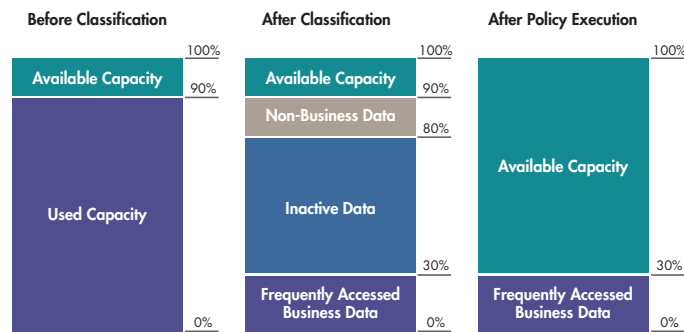 Before Classification
100%
Available Capacity
90%
Used Capacity
0%
After Classification
100%
Available Capacity
90%
Non-Business Data
80%
Inactive Data
30%
Frequently Accessed
Business Data
0%
After Policy Execution
100%
Available Capacity
30%
Frequently Accessed
Business Data
0%